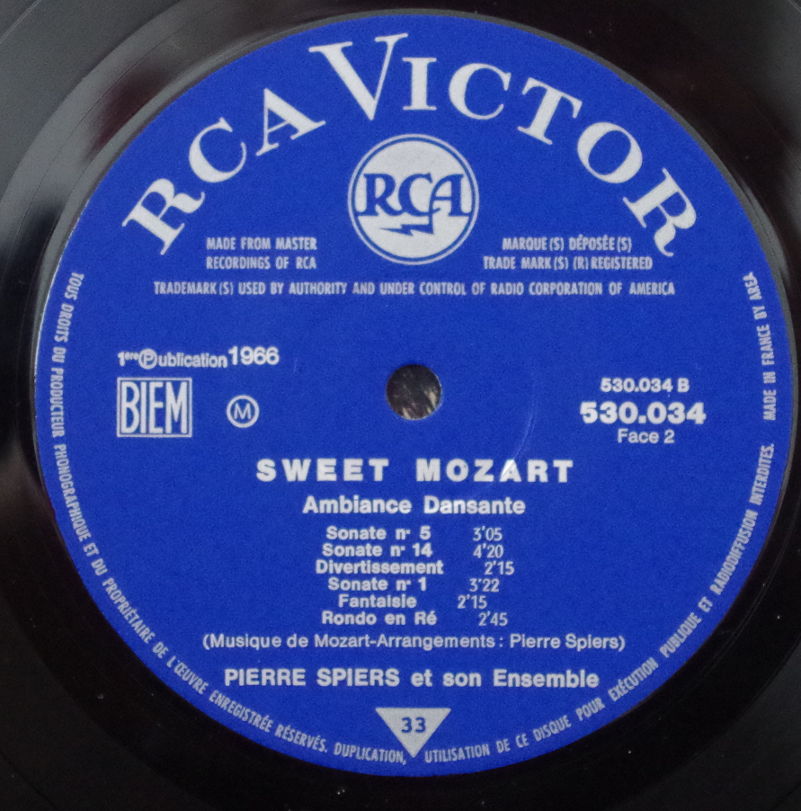 RCA VICTOR
RCA
MADE FROM MASTER
RECORDINGS OF RCA
MARQUE(S) DÉPOSÉE(S)
TRADE MARK(S) (R) REGISTERED
TRADEMARK(S) USED BY AUTHORITY AND UNDER CONTROL OF RADIO CORPORATION OF AMERICA
1ère Publication 1966
BIEM
M
530.034 B
530.034
Face 2
SWEET MOZART
Ambiance Dansante
Sonate n° 5 3'05
Sonate n° 14 4'20
Divertissement 2'15
Sonate n° 1 3'22
Fantaisie 2'15
Rondo en Ré 2'45
(Musique de Mozart-Arrangements : Pierre Spiers)
PIERRE SPIERS et son Ensemble
33
TOUS DROITS DU PRODUCTEUR PHONOGRAPHIQUE ET DU PROPRIÉTAIRE DE L'ŒUVRE ENREGISTRÉE RÉSERVÉS. DUPLICATION, UTILISATION DE CE DISQUE POUR EXÉCUTION PUBLIQUE ET RADIODIFFUSION INTERDITES. MADE IN FRANCE BY AREA